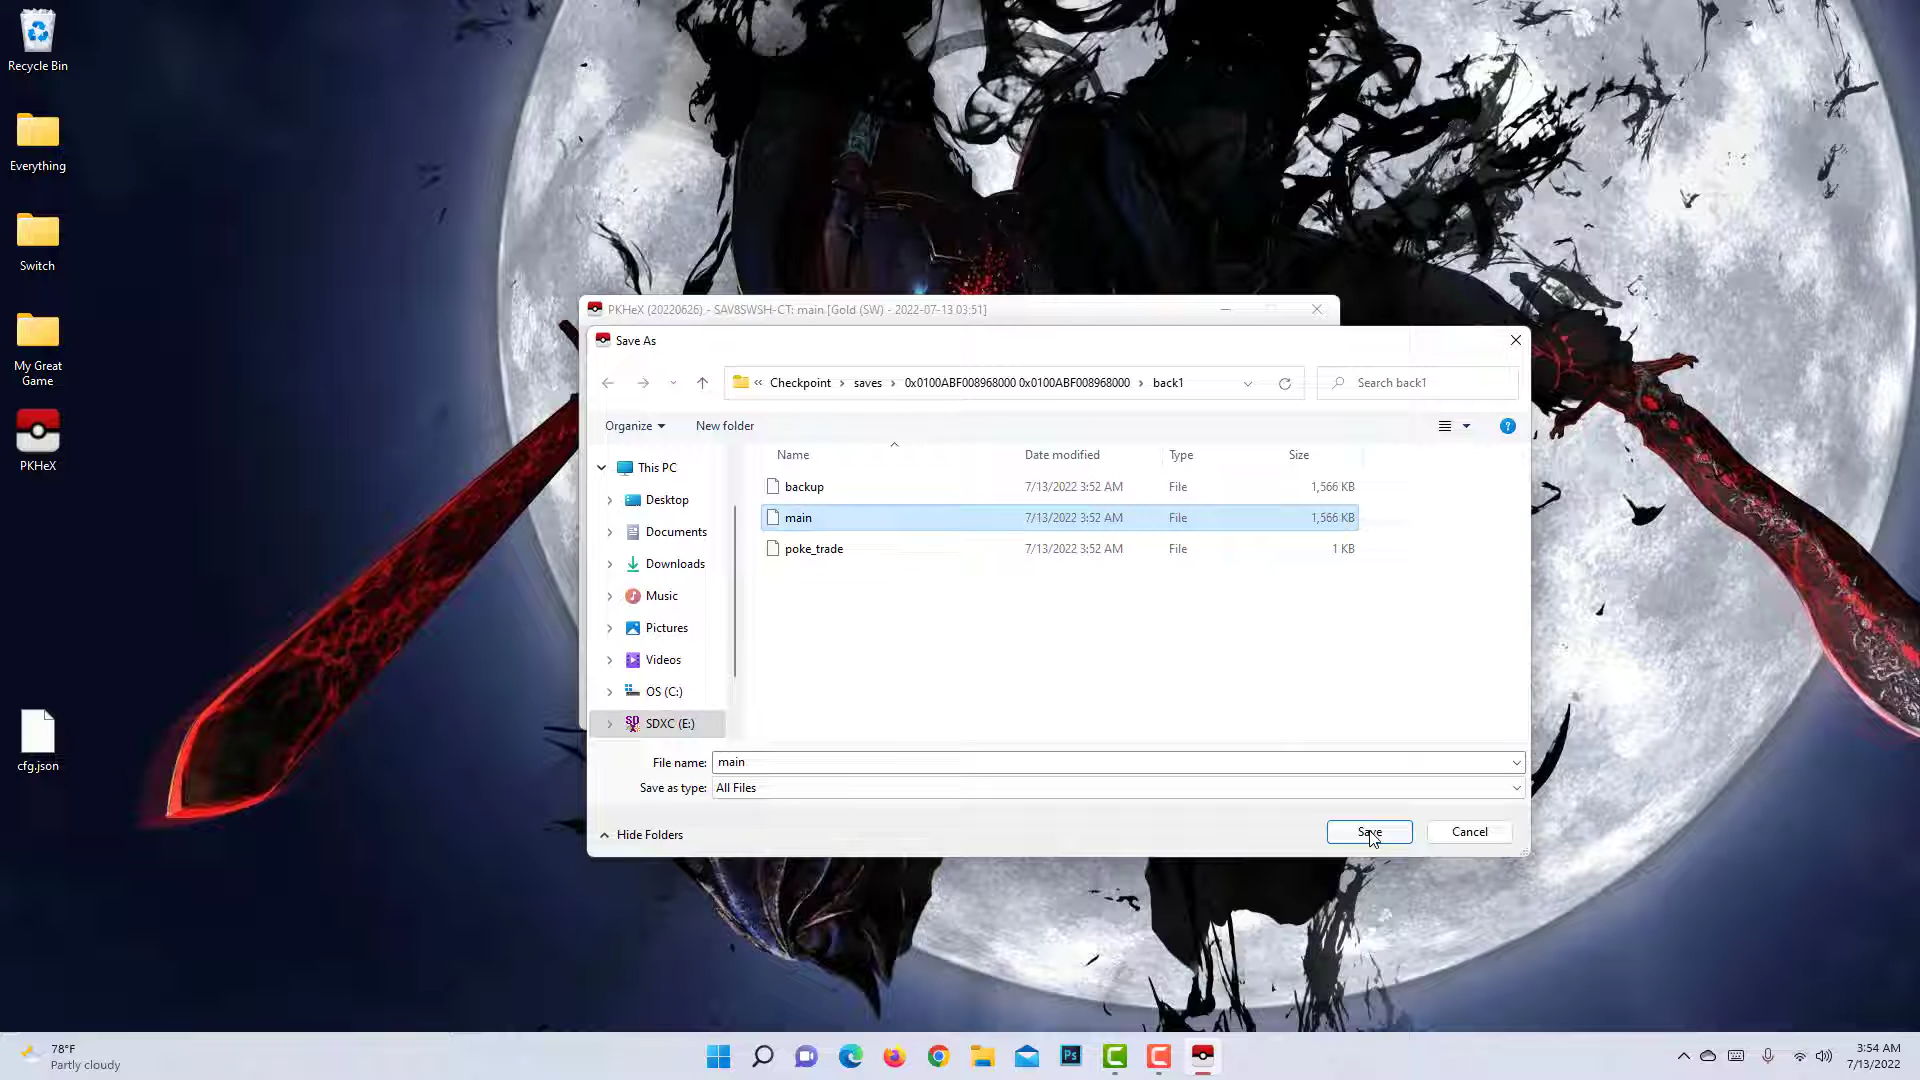 Recycle Bin
Everything
Switch
My Great
Game
PKHeX
cfg.json
PKHeX (20220626) - SAV8SWSH-CT: main [Gold (SW) - 2022-07-13 03:51]
Save As
« Checkpoint › saves › 0x0100ABF008968000 0x0100ABF008968000 › back1
Search back1
Organize
New folder
?
Name Date modified Type Size
backup 7/13/2022 3:52 AM File 1,566 KB
main 7/13/2022 3:52 AM File 1,566 KB
poke_trade 7/13/2022 3:52 AM File 1 KB
This PC
Desktop
Documents
Downloads
Music
Pictures
Videos
OS (C:)
SDXC (E:)
File name: main
Save as type: All Files
Hide Folders
Save
Cancel
78°F
Partly cloudy
Ps
3:54 AM
7/13/2022